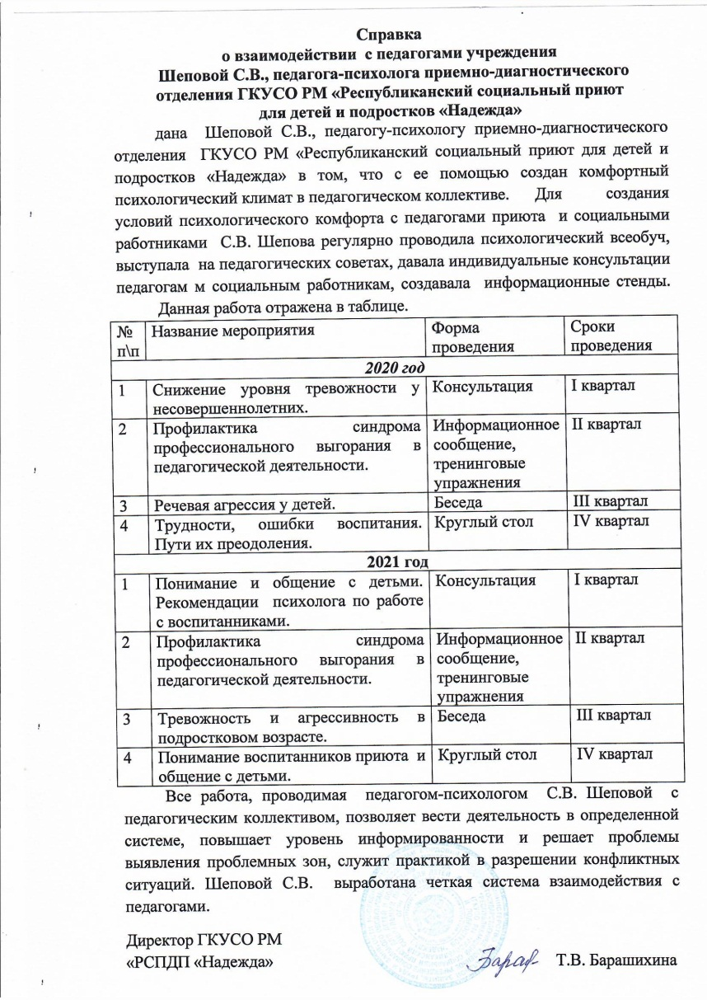 Справка
о взаимодействии с педагогами учреждения
Шеповой С.В., педагога-психолога приемно-диагностического
отделения ГКУСО РМ «Республиканский социальный приют
для детей и подростков «Надежда»
дана Шеповой С.В., педагогу-психологу приемно-диагностического
отделения ГКУСО РМ «Республиканский социальный приют для детей и
подростков «Надежда» в том, что с ее помощью создан комфортный
психологический климат в педагогическом коллективе. Для создания
условий психологического комфорта с педагогами приюта и социальными
работниками С.В. Шепова регулярно проводила психологический всеобуч,
выступала на педагогических советах, давала индивидуальные консультации
педагогам м социальным работникам, создавала информационные стенды.
Данная работа отражена в таблице.
№ Название мероприятия Форма Сроки
п\п проведения проведения
2020 год
1 Снижение уровня тревожности у Консультация I квартал
несовершеннолетних.
2 Профилактика синдрома Информационное II квартал
профессионального выгорания в сообщение,
педагогической деятельности. тренинговые
упражнения
3 Речевая агрессия у детей. Беседа III квартал
4 Трудности, ошибки воспитания. Круглый стол IV квартал
Пути их преодоления.
2021 год
1 Понимание и общение с детьми. Консультация I квартал
Рекомендации психолога по работе
с воспитанниками.
2 Профилактика синдрома Информационное II квартал
профессионального выгорания в сообщение,
педагогической деятельности. тренинговые
упражнения
3 Тревожность и агрессивность в Беседа III квартал
подростковом возрасте.
4 Понимание воспитанников приюта и Круглый стол IV квартал
общение с детьми.
Все работа, проводимая педагогом-психологом С.В. Шеповой с
педагогическим коллективом, позволяет вести деятельность в определенной
системе, повышает уровень информированности и решает проблемы
выявления проблемных зон, служит практикой в разрешении конфликтных
ситуаций. Шеповой С.В. выработана четкая система взаимодействия с
педагогами.
Директор ГКУСО РМ
«РСПДП «Надежда» Т.В. Барашихина